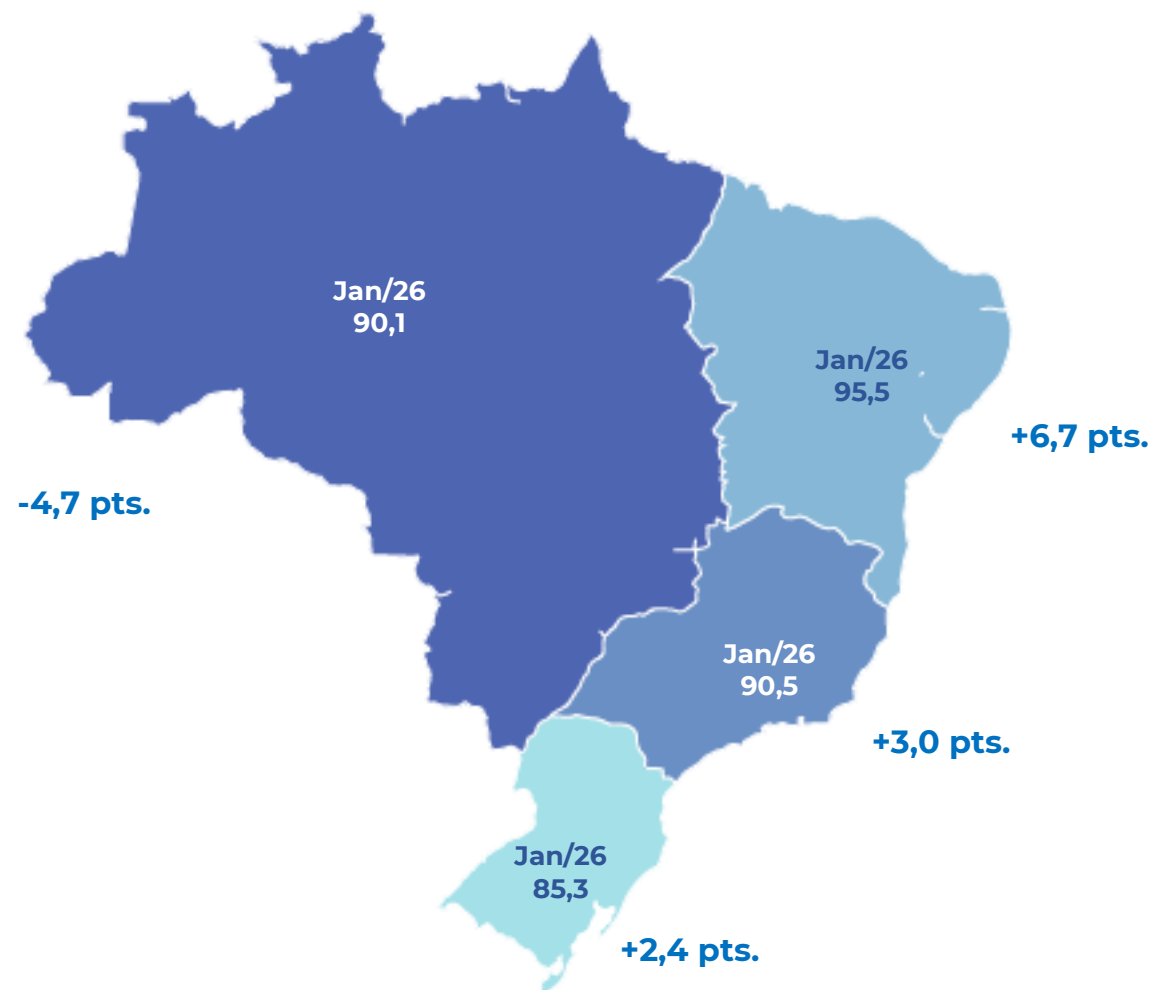 Jan/26
90,1
Jan/26
95,5
+6,7 pts.
-4,7 pts.
Jan/26
90,5
+3,0 pts.
Jan/26
85,3
+2,4 pts.